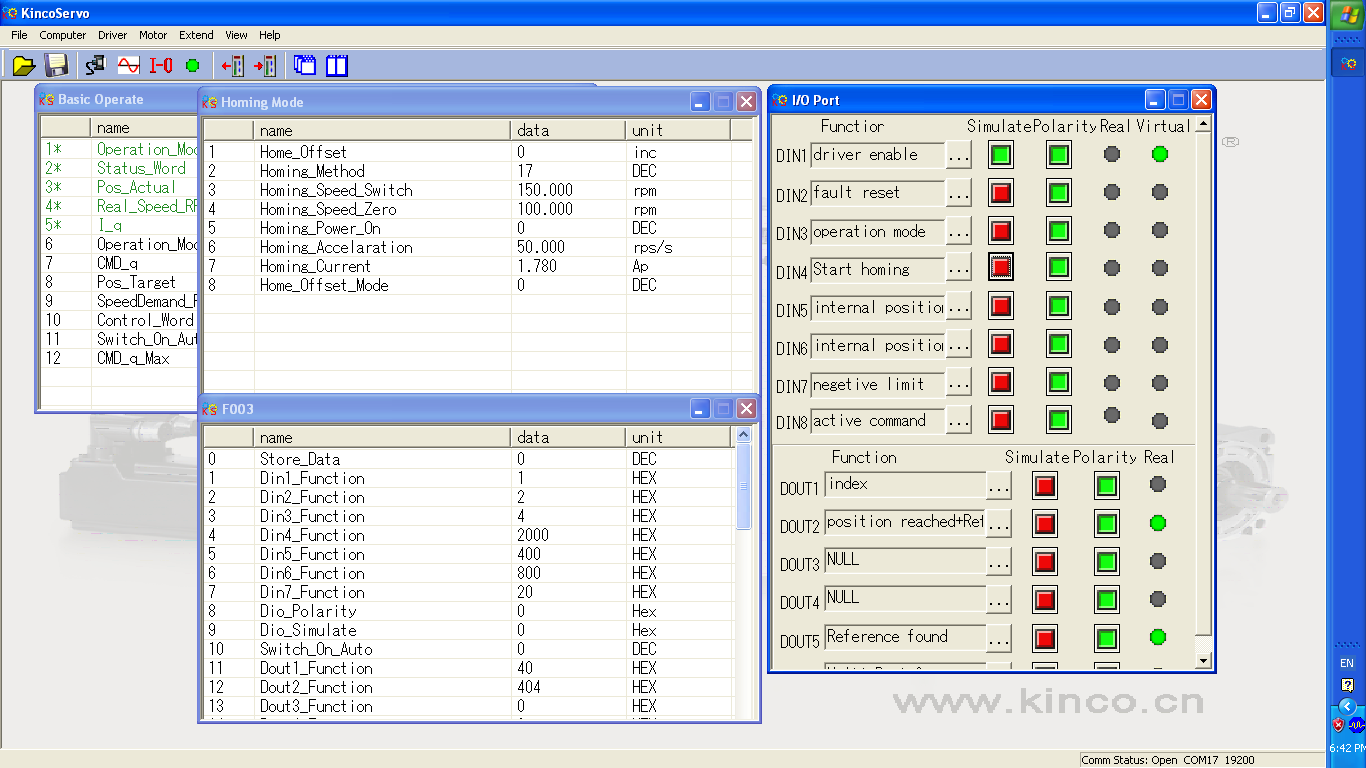 KincoServo
File Computer Driver Motor Extend View Help
Basic Operate
name
1* Operation_Mo
2* Status_Word
3* Pos_Actual
4* Real_Speed_RP
5* I_q
6 Operation_Mo
7 CMD_q
8 Pos_Target
9 SpeedDemand_R
10 Control_Word
11 Switch_On_Aut
12 CMD_q_Max
Homing Mode
name data unit
1 Home_Offset 0 inc
2 Homing_Method 17 DEC
3 Homing_Speed_Switch 150.000 rpm
4 Homing_Speed_Zero 100.000 rpm
5 Homing_Power_On 0 DEC
6 Homing_Accelaration 50.000 rps/s
7 Homing_Current 1.780 Ap
8 Home_Offset_Mode 0 DEC
F003
name data unit
0 Store_Data 0 DEC
1 Din1_Function 1 HEX
2 Din2_Function 2 HEX
3 Din3_Function 4 HEX
4 Din4_Function 2000 HEX
5 Din5_Function 400 HEX
6 Din6_Function 800 HEX
7 Din7_Function 20 HEX
8 Dio_Polarity 0 Hex
9 Dio_Simulate 0 Hex
10 Switch_On_Auto 0 DEC
11 Dout1_Function 40 HEX
12 Dout2_Function 404 HEX
13 Dout3_Function 0 HEX
I/O Port
Function Simulate Polarity Real Virtual
DIN1 driver enable ...
DIN2 fault reset ...
DIN3 operation mode ...
DIN4 Start homing ...
DIN5 internal position ...
DIN6 internal position ...
DIN7 negetive limit ...
DIN8 active command ...
Function Simulate Polarity Real
DOUT1 index ...
DOUT2 position reached+Ref ...
DOUT3 NULL ...
DOUT4 NULL ...
DOUT5 Reference found ...
®
www.kinco.cn
EN
6:42 PM
Comm Status: Open COM17 19200